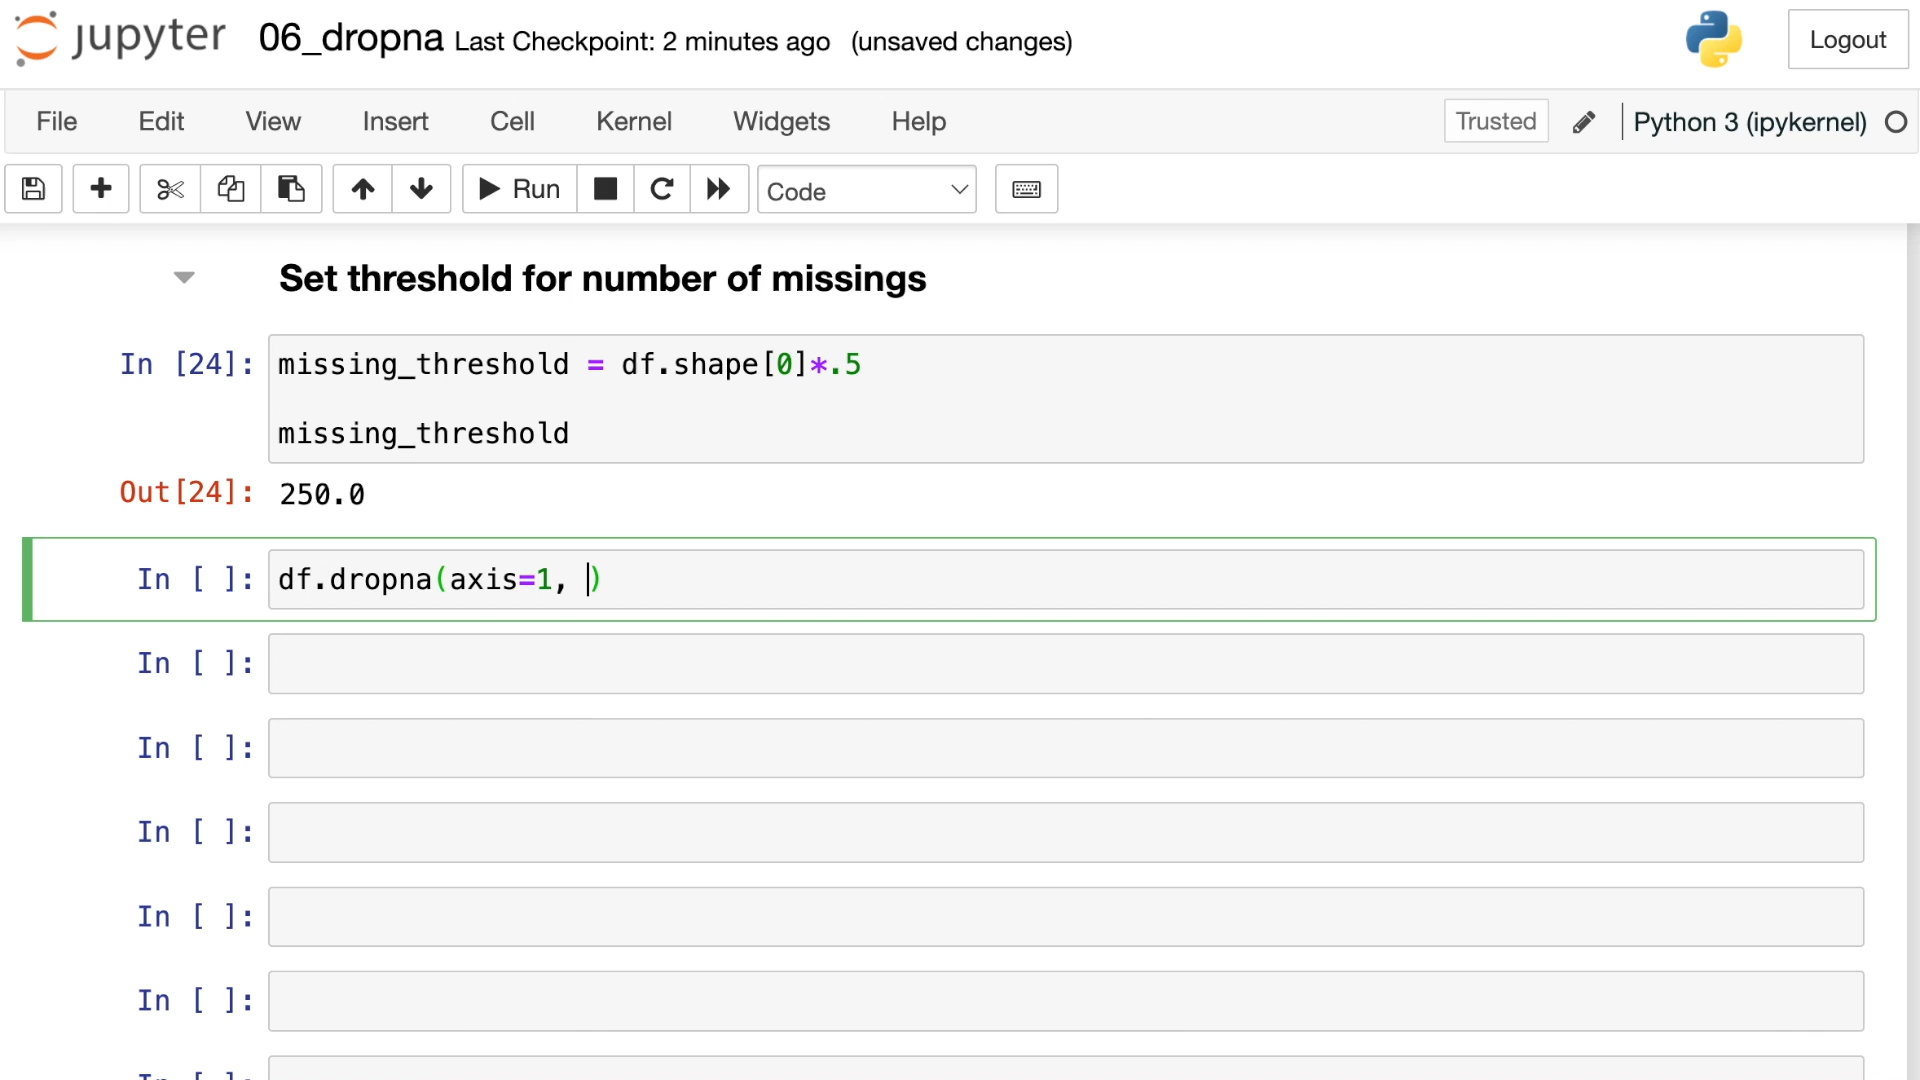 jupyter 06_dropna Last Checkpoint: 2 minutes ago (unsaved changes) Logout
File Edit View Insert Cell Kernel Widgets Help Trusted Python 3 (ipykernel)
Run Code
Set threshold for number of missings
In [24]: missing_threshold = df.shape[0]*.5
missing_threshold
Out[24]: 250.0
In [ ]: df.dropna(axis=1, )
In [ ]:
In [ ]:
In [ ]:
In [ ]:
In [ ]: